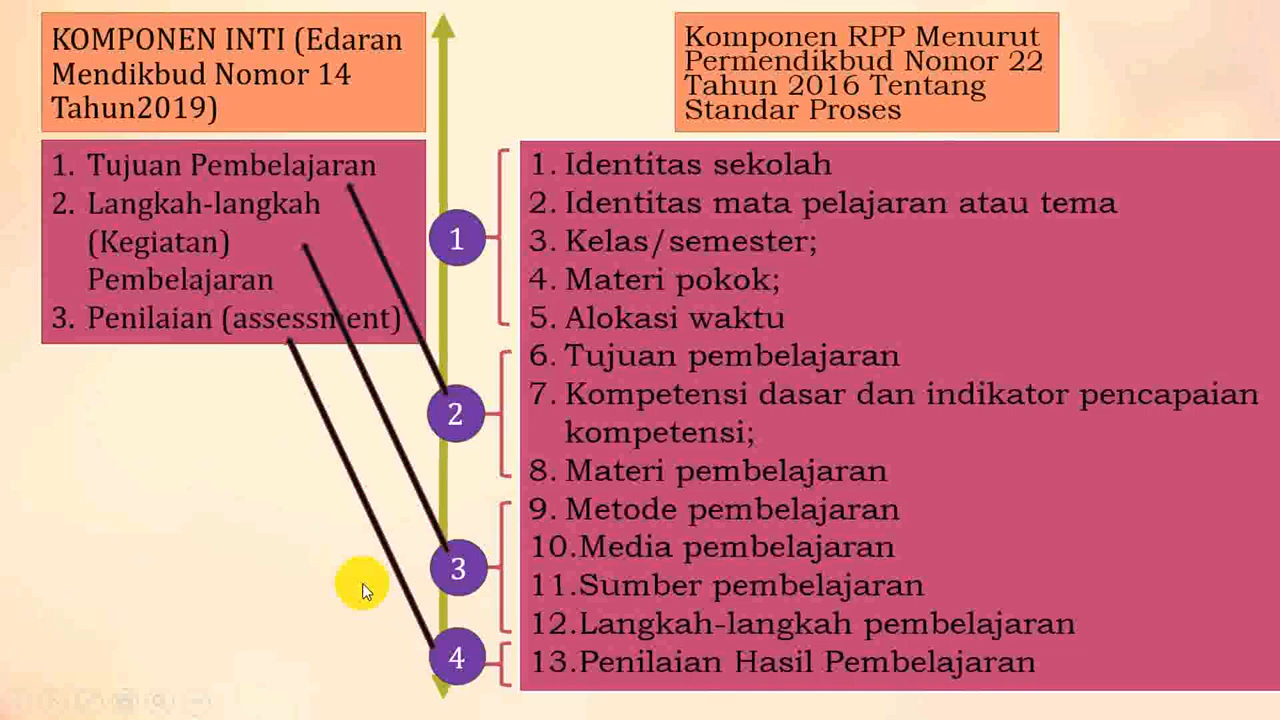 KOMPONEN INTI (Edaran
Mendikbud Nomor 14
Tahun2019)
1. Tujuan Pembelajaran
2. Langkah-langkah
(Kegiatan)
Pembelajaran
3. Penilaian (assessment)
1
2
3
4
Komponen RPP Menurut
Permendikbud Nomor 22
Tahun 2016 Tentang
Standar Proses
1. Identitas sekolah
2. Identitas mata pelajaran atau tema
3. Kelas/semester;
4. Materi pokok;
5. Alokasi waktu
6. Tujuan pembelajaran
7. Kompetensi dasar dan indikator pencapaian
kompetensi;
8. Materi pembelajaran
9. Metode pembelajaran
10.Media pembelajaran
11.Sumber pembelajaran
12.Langkah-langkah pembelajaran
13.Penilaian Hasil Pembelajaran